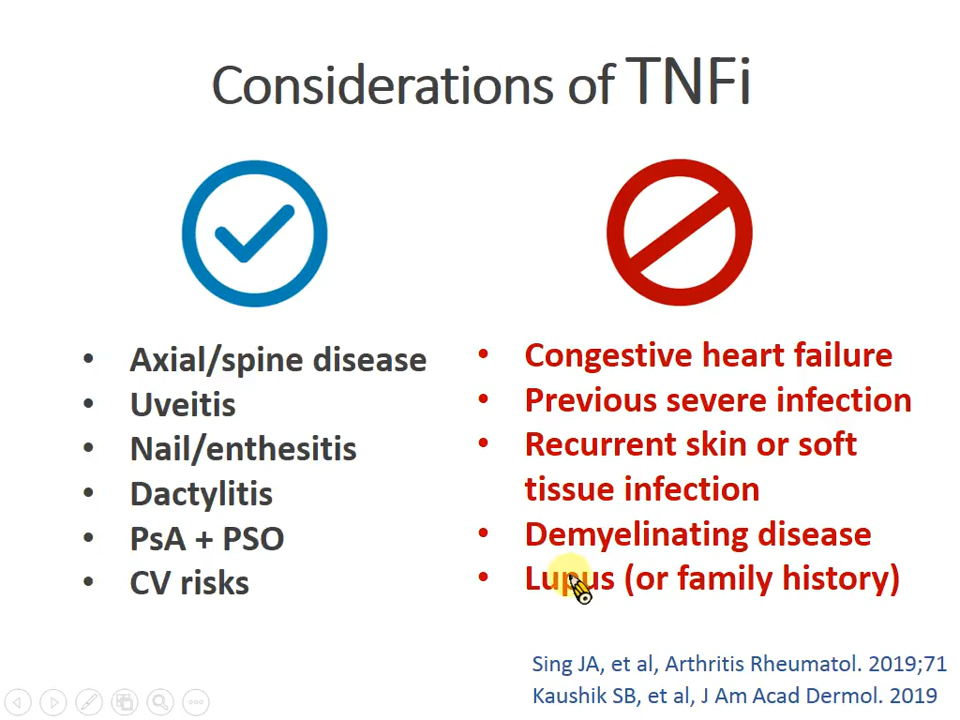 Considerations of TNFi
• Axial/spine disease
• Uveitis
• Nail/enthesitis
• Dactylitis
• PsA + PSO
• CV risks
• Congestive heart failure
• Previous severe infection
• Recurrent skin or soft
tissue infection
• Demyelinating disease
• Lupus (or family history)
Sing JA, et al, Arthritis Rheumatol. 2019;71
Kaushik SB, et al, J Am Acad Dermol. 2019